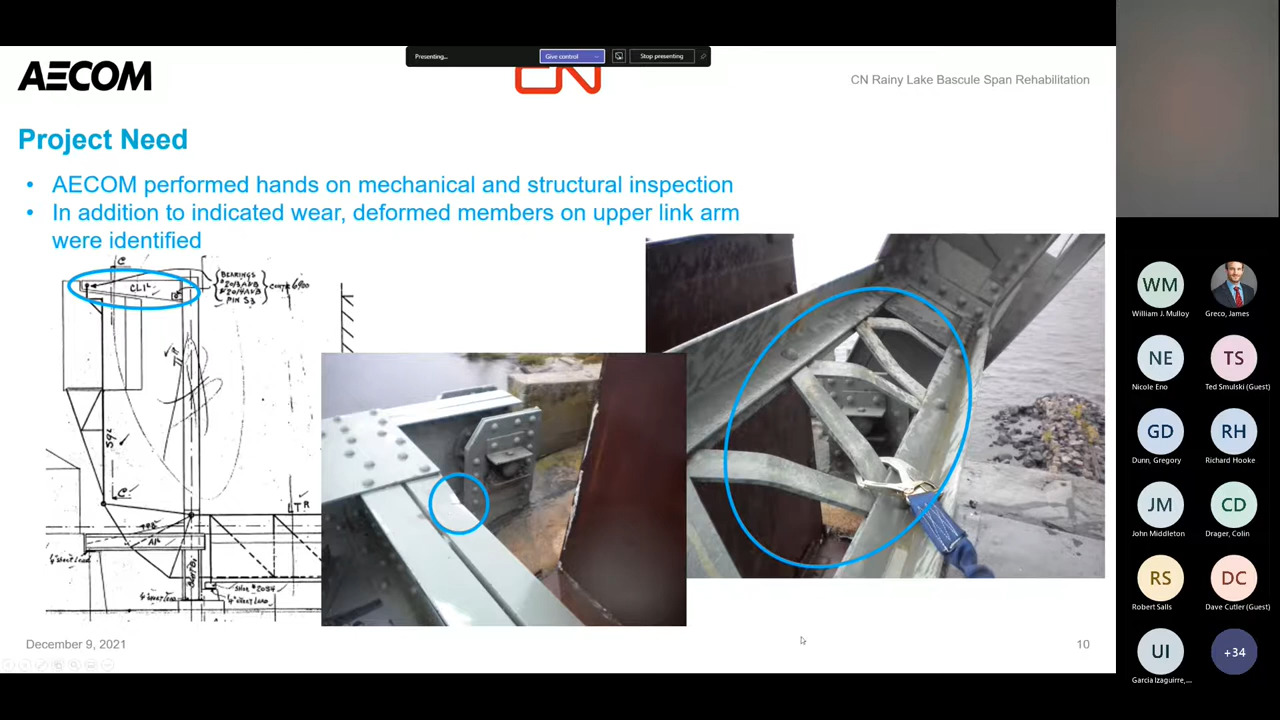 Presenting...
Give control
Stop presenting
AECOM
CN
CN Rainy Lake Bascule Span Rehabilitation
Project Need
• AECOM performed hands on mechanical and structural inspection
• In addition to indicated wear, deformed members on upper link arm
were identified
BEARINGS
PIN S3
December 9, 2021
10
WM
William J. Mulloy
Greco, James
NE
Nicole Eno
TS
Ted Smulski (Guest)
GD
Dunn, Gregory
RH
Richard Hooke
JM
John Middleton
CD
Drager, Colin
RS
Robert Salls
DC
Dave Cutler (Guest)
UI
Garcia Izaguirre,...
+34